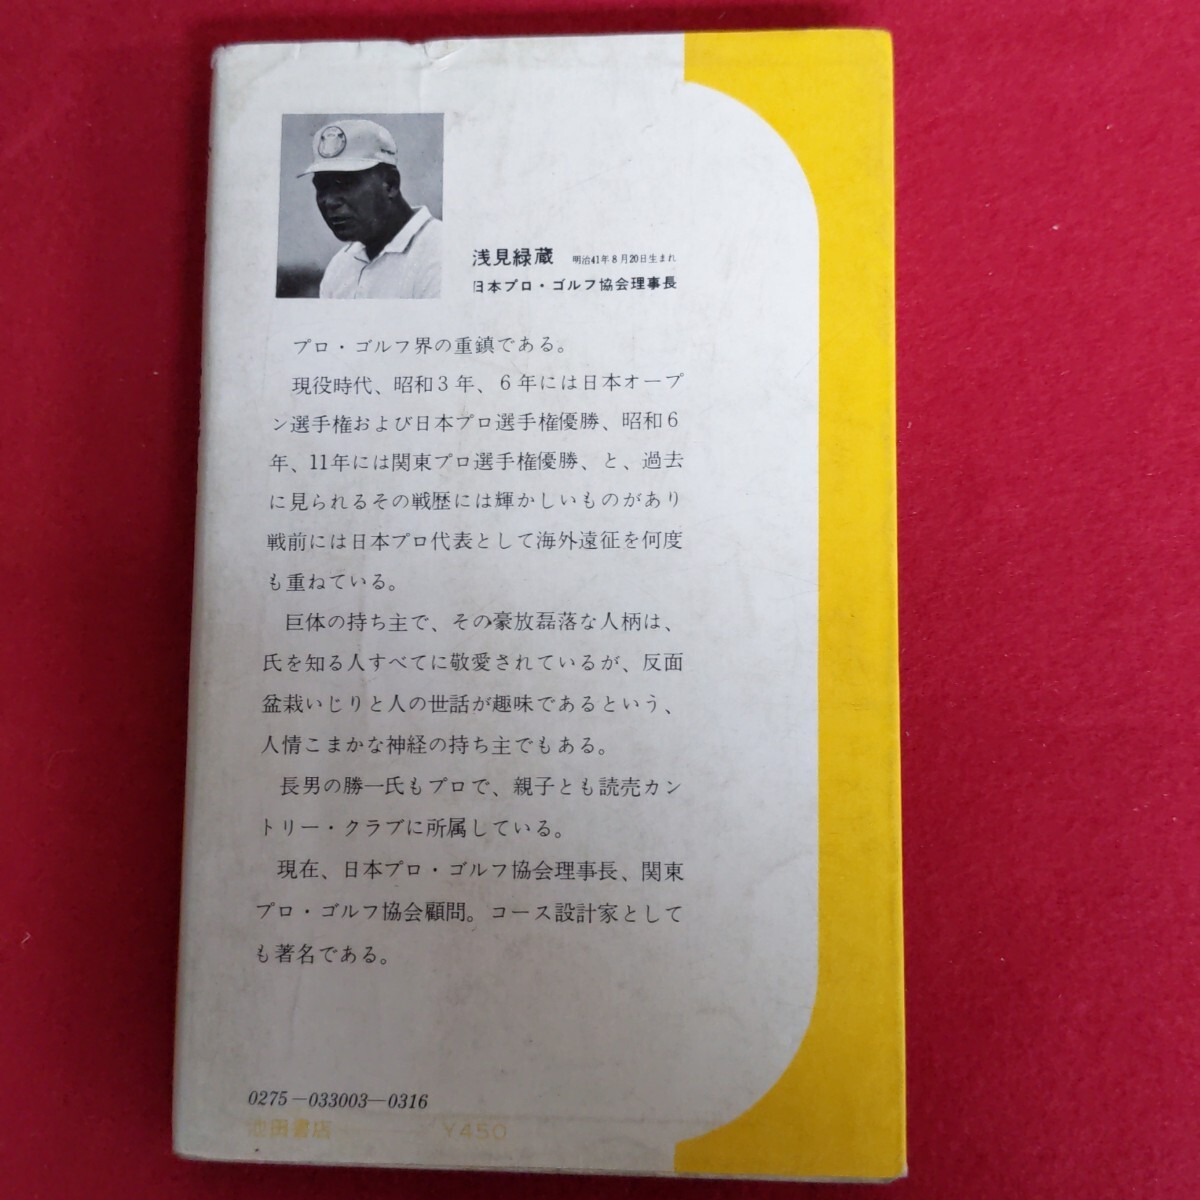 浅見緑蔵 明治41年8月20日生まれ
日本プロ・ゴルフ協会理事長
プロ・ゴルフ界の重鎮である。
現役時代、昭和3年、6年には日本オープ
ン選手権および日本プロ選手権優勝、昭和6
年、11年には関東プロ選手権優勝、と、過去
に見られるその戦歴には輝かしいものがあり
戦前には日本プロ代表として海外遠征を何度
も重ねている。
巨体の持ち主で、その豪放磊落な人柄は、
氏を知る人すべてに敬愛されているが、反面
盆栽いじりと人の世話が趣味であるという、
人情こまかな神経の持ち主でもある。
長男の勝一氏もプロで、親子とも読売カン
トリー・クラブに所属している。
現在、日本プロ・ゴルフ協会理事長、関東
プロ・ゴルフ協会顧問。コース設計家として
も著名である。
0275-033003-0316
池田書店 ¥450